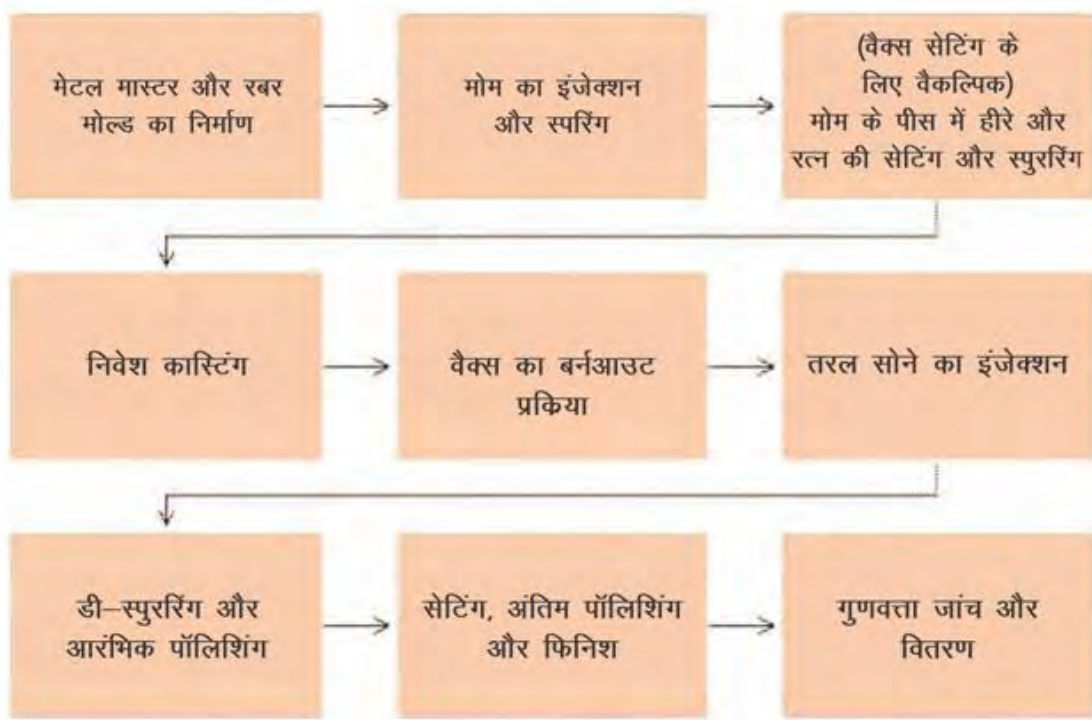 मेटल मास्टर और रबर
मोल्ड का निर्माण
मोम का इंजेक्शन
और स्परिंग
(वैक्स सेटिंग के
लिए वैकल्पिक)
मोम के पीस में हीरे और
रत्न की सेटिंग और स्पुररिंग
निवेश कास्टिंग
वैक्स का बर्नआउट
प्रक्रिया
तरल सोने का इंजेक्शन
डी–स्पुररिंग और
आरंभिक पॉलिशिंग
सेटिंग, अंतिम पॉलिशिंग
और फिनिश
गुणवत्ता जांच और
वितरण